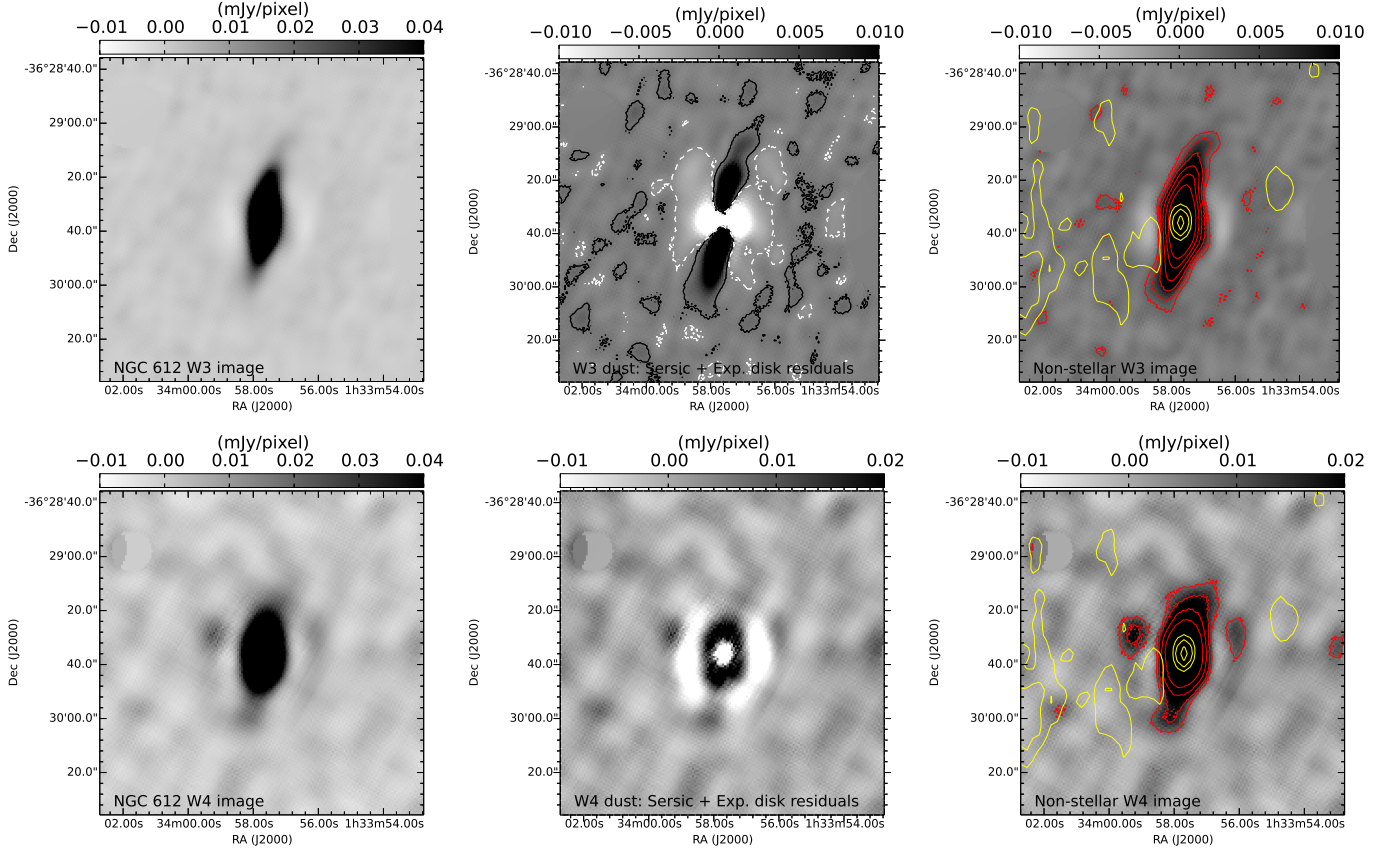 (mJy/pixel)
−0.01 0.00 0.01 0.02 0.03 0.04
-36°28'40.0"
29'00.0"
20.0"
40.0"
30'00.0"
20.0"
Dec (J2000)
NGC 612 W3 image
02.00s 34m00.00s 58.00s 56.00s 1h33m54.00s
RA (J2000)
(mJy/pixel)
−0.010 −0.005 0.000 0.005 0.010
-36°28'40.0"
29'00.0"
20.0"
40.0"
30'00.0"
20.0"
Dec (J2000)
W3 dust: Sersic + Exp. disk residuals
02.00s 34m00.00s 58.00s 56.00s 1h33m54.00s
RA (J2000)
(mJy/pixel)
−0.010 −0.005 0.000 0.005 0.010
-36°28'40.0"
29'00.0"
20.0"
40.0"
30'00.0"
20.0"
Dec (J2000)
Non-stellar W3 image
02.00s 34m00.00s 58.00s 56.00s 1h33m54.00s
RA (J2000)
(mJy/pixel)
−0.01 0.00 0.01 0.02 0.03 0.04
-36°28'40.0"
29'00.0"
20.0"
40.0"
30'00.0"
20.0"
Dec (J2000)
NGC 612 W4 image
02.00s 34m00.00s 58.00s 56.00s 1h33m54.00s
RA (J2000)
(mJy/pixel)
−0.01 0.00 0.01 0.02
-36°28'40.0"
29'00.0"
20.0"
40.0"
30'00.0"
20.0"
Dec (J2000)
W4 dust: Sersic + Exp. disk residuals
02.00s 34m00.00s 58.00s 56.00s 1h33m54.00s
RA (J2000)
(mJy/pixel)
−0.01 0.00 0.01 0.02
-36°28'40.0"
29'00.0"
20.0"
40.0"
30'00.0"
20.0"
Dec (J2000)
Non-stellar W4 image
02.00s 34m00.00s 58.00s 56.00s 1h33m54.00s
RA (J2000)